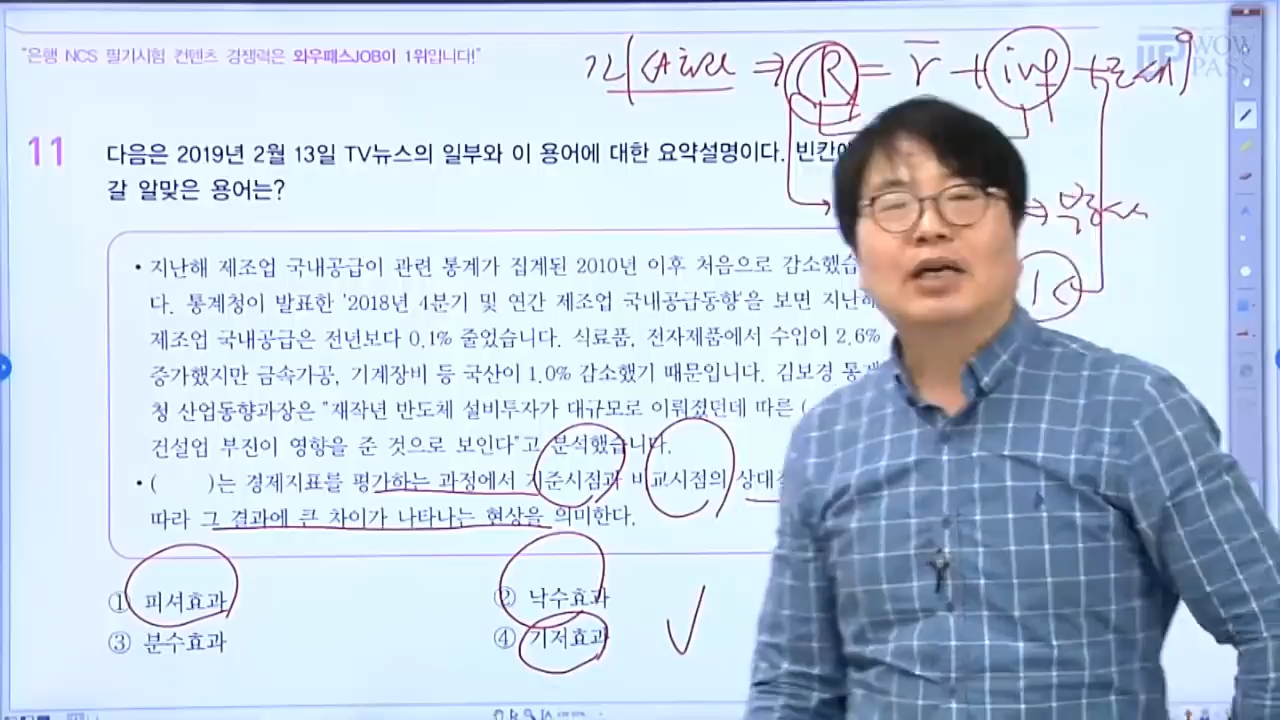 "은행 NCS 필기시험 컨텐츠 경쟁력은 와우패스JOB이 1위입니다!"
WOW
PASS
R = r + inf +
11
다음은 2019년 2월 13일 TV뉴스의 일부와 이 용어에 대한 요약설명이다. 빈칸에
갈 알맞은 용어는?
• 지난해 제조업 국내공급이 관련 통계가 집계된 2010년 이후 처음으로 감소했습
다. 통계청이 발표한 '2018년 4분기 및 연간 제조업 국내공급동향'을 보면 지난해
제조업 국내공급은 전년보다 0.1% 줄었습니다. 식료품, 전자제품에서 수입이 2.6%
증가했지만 금속가공, 기계장비 등 국산이 1.0% 감소했기 때문입니다. 김보경 통계
청 산업동향과장은 "재작년 반도체 설비투자가 대규모로 이뤄졌던데 따른 (
건설업 부진이 영향을 준 것으로 보인다"고 분석했습니다.
• ( )는 경제지표를 평가하는 과정에서 기준시점과 비교시점의 상대
따라 그 결과에 큰 차이가 나타나는 현상을 의미한다.
① 피셔효과
② 낙수효과
③ 분수효과
④ 기저효과